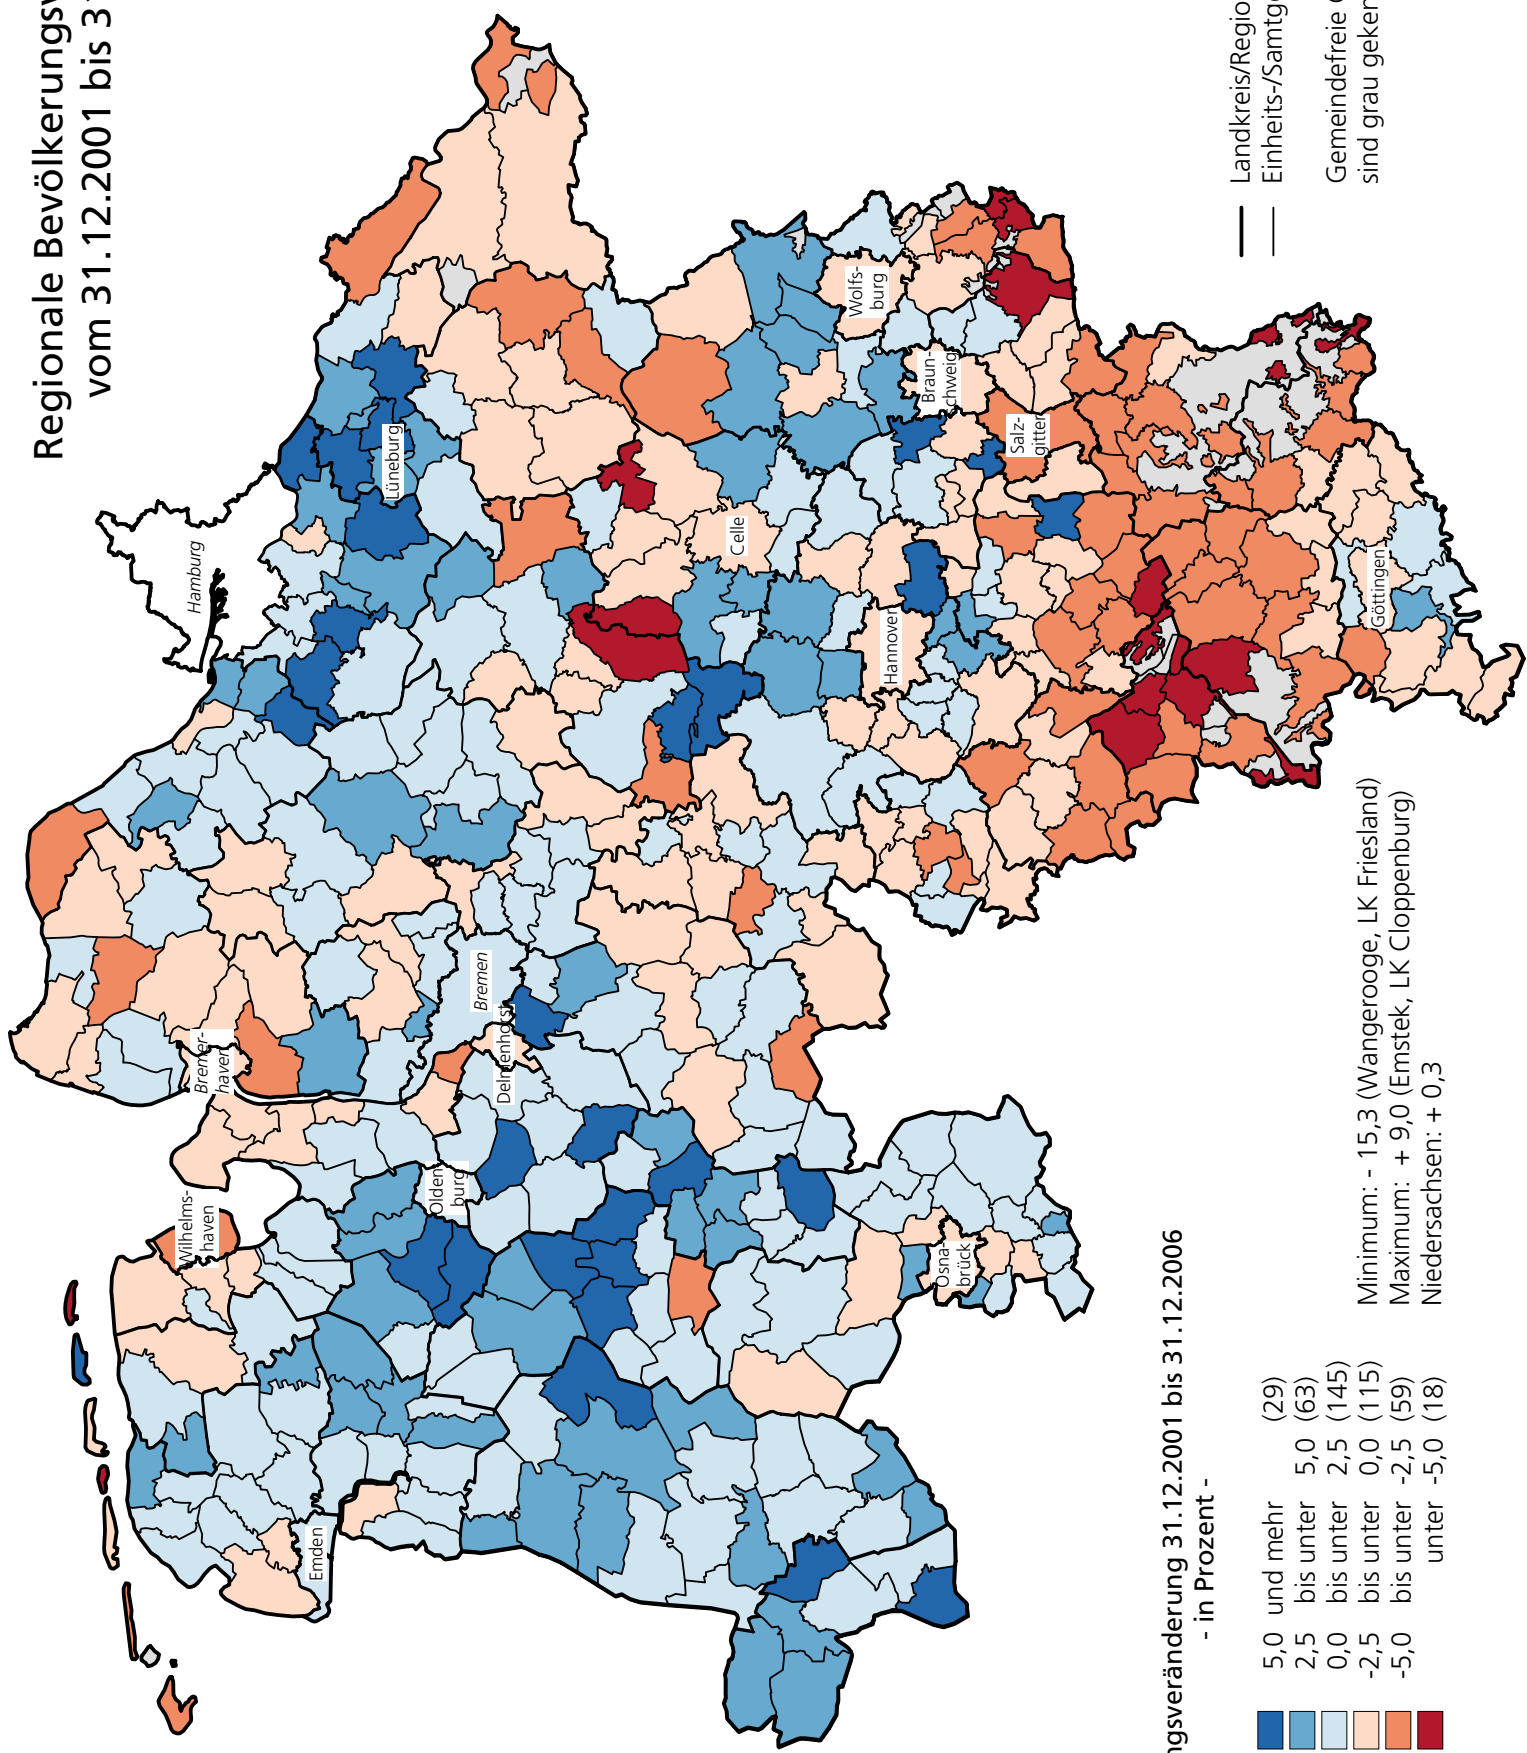 Regionale Bevölkerungsv
vom 31.12.2001 bis 3
Hamburg
Lüneburg
Bremer-
haven
Wilhelms-
haven
Emden
Bremen
Delmenhorst
Olden
burg
Celle
Wolfs-
burg
Braun-
schweig
Hannover
Salz-
gitter
Osna-
brück
Göttingen
ngsveränderung 31.12.2001 bis 31.12.2006
- in Prozent -
5,0 und mehr (29)
2,5 bis unter 5,0 (63)
0,0 bis unter 2,5 (145)
-2,5 bis unter 0,0 (115)
-5,0 bis unter -2,5 (59)
unter -5,0 (18)
Minimum: - 15,3 (Wangerooge, LK Friesland)
Maximum: + 9,0 (Emstek, LK Cloppenburg)
Niedersachsen: + 0,3
Landkreis/Regio
Einheits-/Samtge
Gemeindefreie
sind grau geken